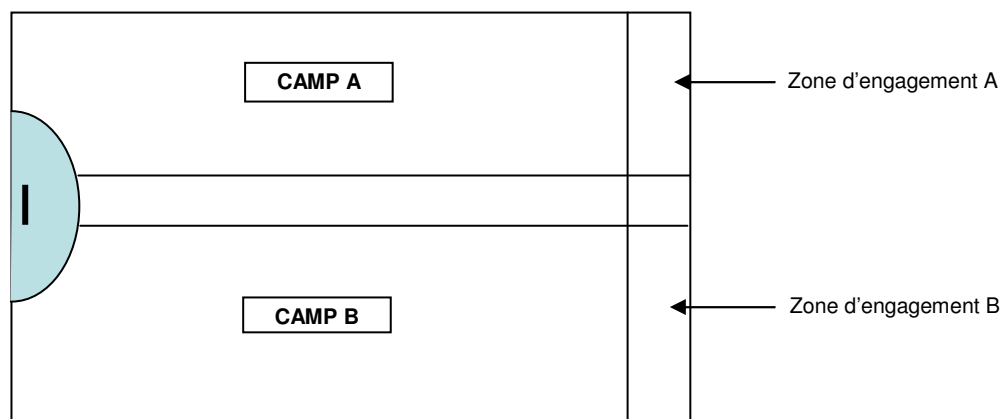 CAMP A
Zone d'engagement A
CAMP B
Zone d'engagement B